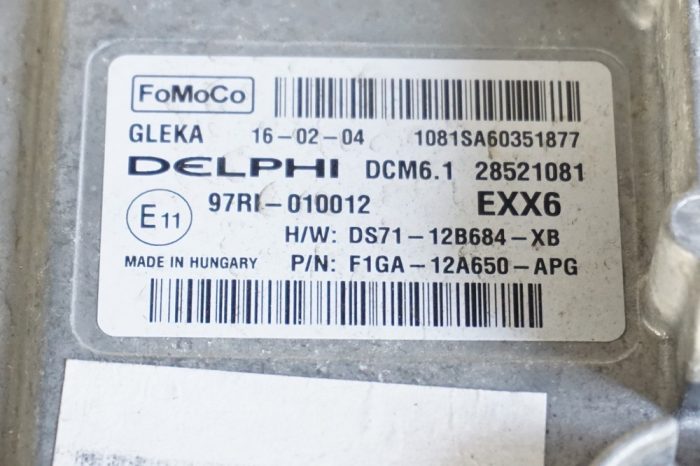 FoMoCo
GLEKA 16-02-04 1081SA60351877
DELPHI DCM6.1 28521081
E11 97RI-010012 EXX6
H/W: DS71-12B684-XB
MADE IN HUNGARY P/N: F1GA-12A650-APG